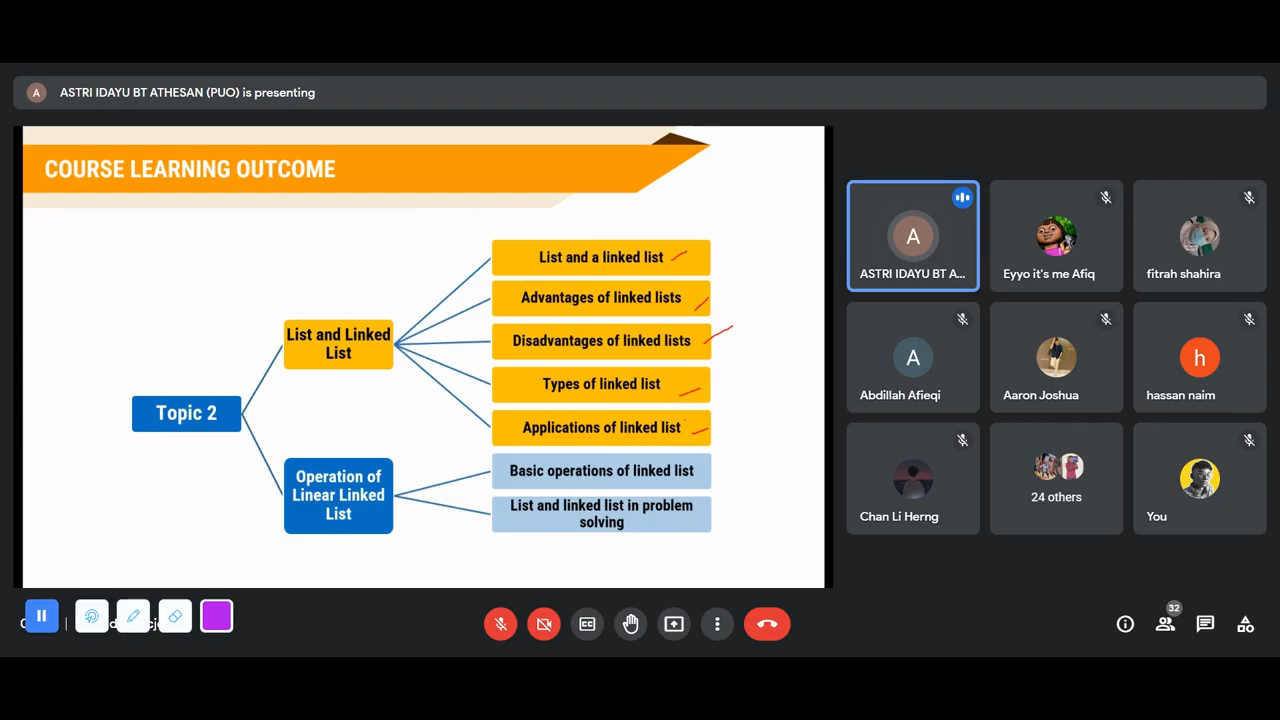 A ASTRI IDAYU BT ATHESAN (PUO) is presenting
COURSE LEARNING OUTCOME
Topic 2
List and Linked
List
List and a linked list
Advantages of linked lists
Disadvantages of linked lists
Types of linked list
Applications of linked list
Operation of
Linear Linked
List
Basic operations of linked list
List and linked list in problem
solving
A
ASTRI IDAYU BT A...
Eyyo it's me Afiq
fitrah shahira
A
Abdillah Afieqi
Aaron Joshua
h
hassan naim
Chan Li Herng
24 others
You
32